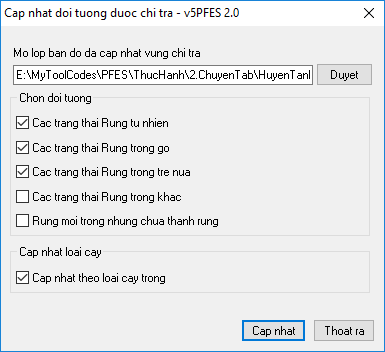 Cap nhat doi tuong duoc chi tra - v5PFES 2.0
Mo lop ban do da cap nhat vung chi tra
E:\MyToolCodes\PFES\ThucHanh\2.ChuyenTab\HuyenTanl
Duyet
Chon doi tuong
Cac trang thai Rung tu nhien
Cac trang thai Rung trong go
Cac trang thai Rung trong tre nua
Cac trang thai Rung trong khac
Rung moi trong nhung chua thanh rung
Cap nhat loai cay
Cap nhat theo loai cay trong
Cap nhat
Thoat ra